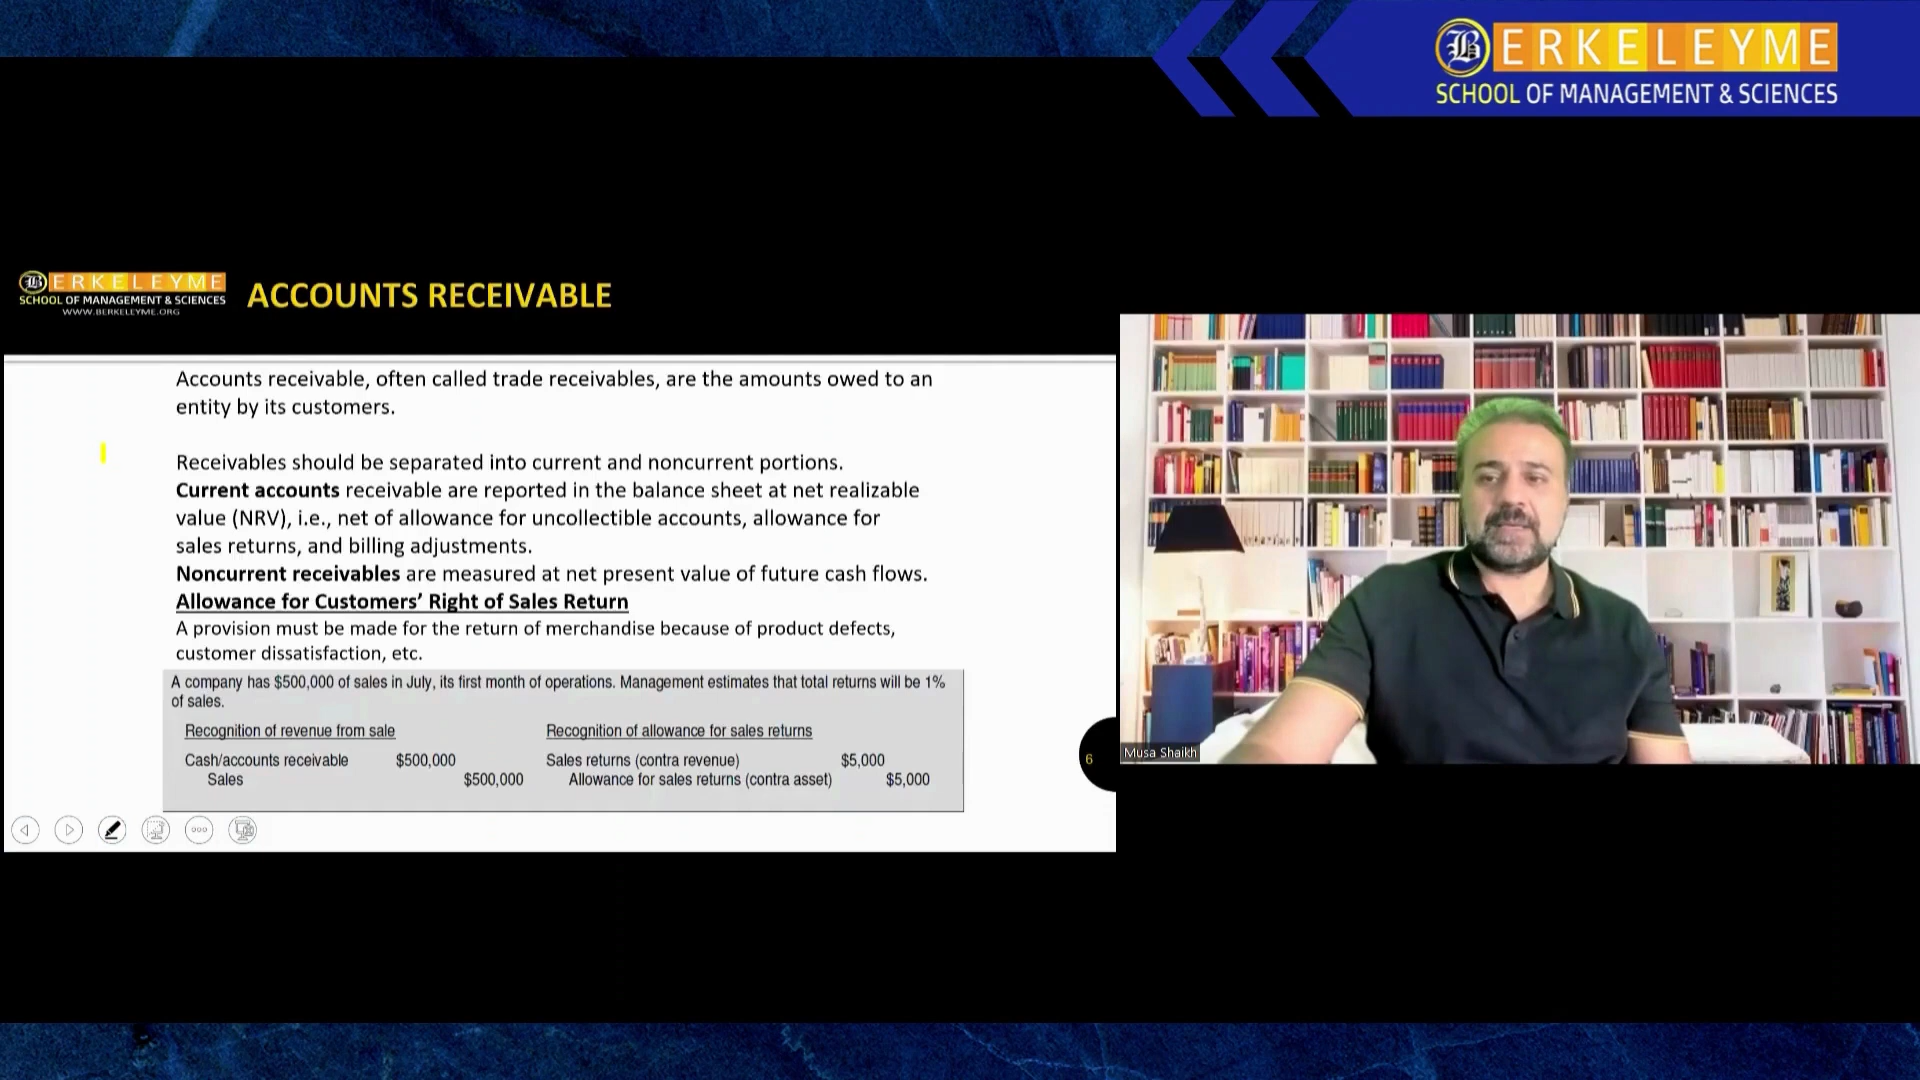 BERKELEYME
SCHOOL OF MANAGEMENT & SCIENCES
BERKELEYME
SCHOOL OF MANAGEMENT & SCIENCES
WWW.BERKELEYME.ORG
ACCOUNTS RECEIVABLE
Accounts receivable, often called trade receivables, are the amounts owed to an
entity by its customers.
Receivables should be separated into current and noncurrent portions.
Current accounts receivable are reported in the balance sheet at net realizable
value (NRV), i.e., net of allowance for uncollectible accounts, allowance for
sales returns, and billing adjustments.
Noncurrent receivables are measured at net present value of future cash flows.
Allowance for Customers’ Right of Sales Return
A provision must be made for the return of merchandise because of product defects,
customer dissatisfaction, etc.
A company has $500,000 of sales in July, its first month of operations. Management estimates that total returns will be 1%
of sales.
Recognition of revenue from sale Recognition of allowance for sales returns
Cash/accounts receivable $500,000 Sales returns (contra revenue) $5,000
Sales $500,000 Allowance for sales returns (contra asset) $5,000
6
Musa Shaikh